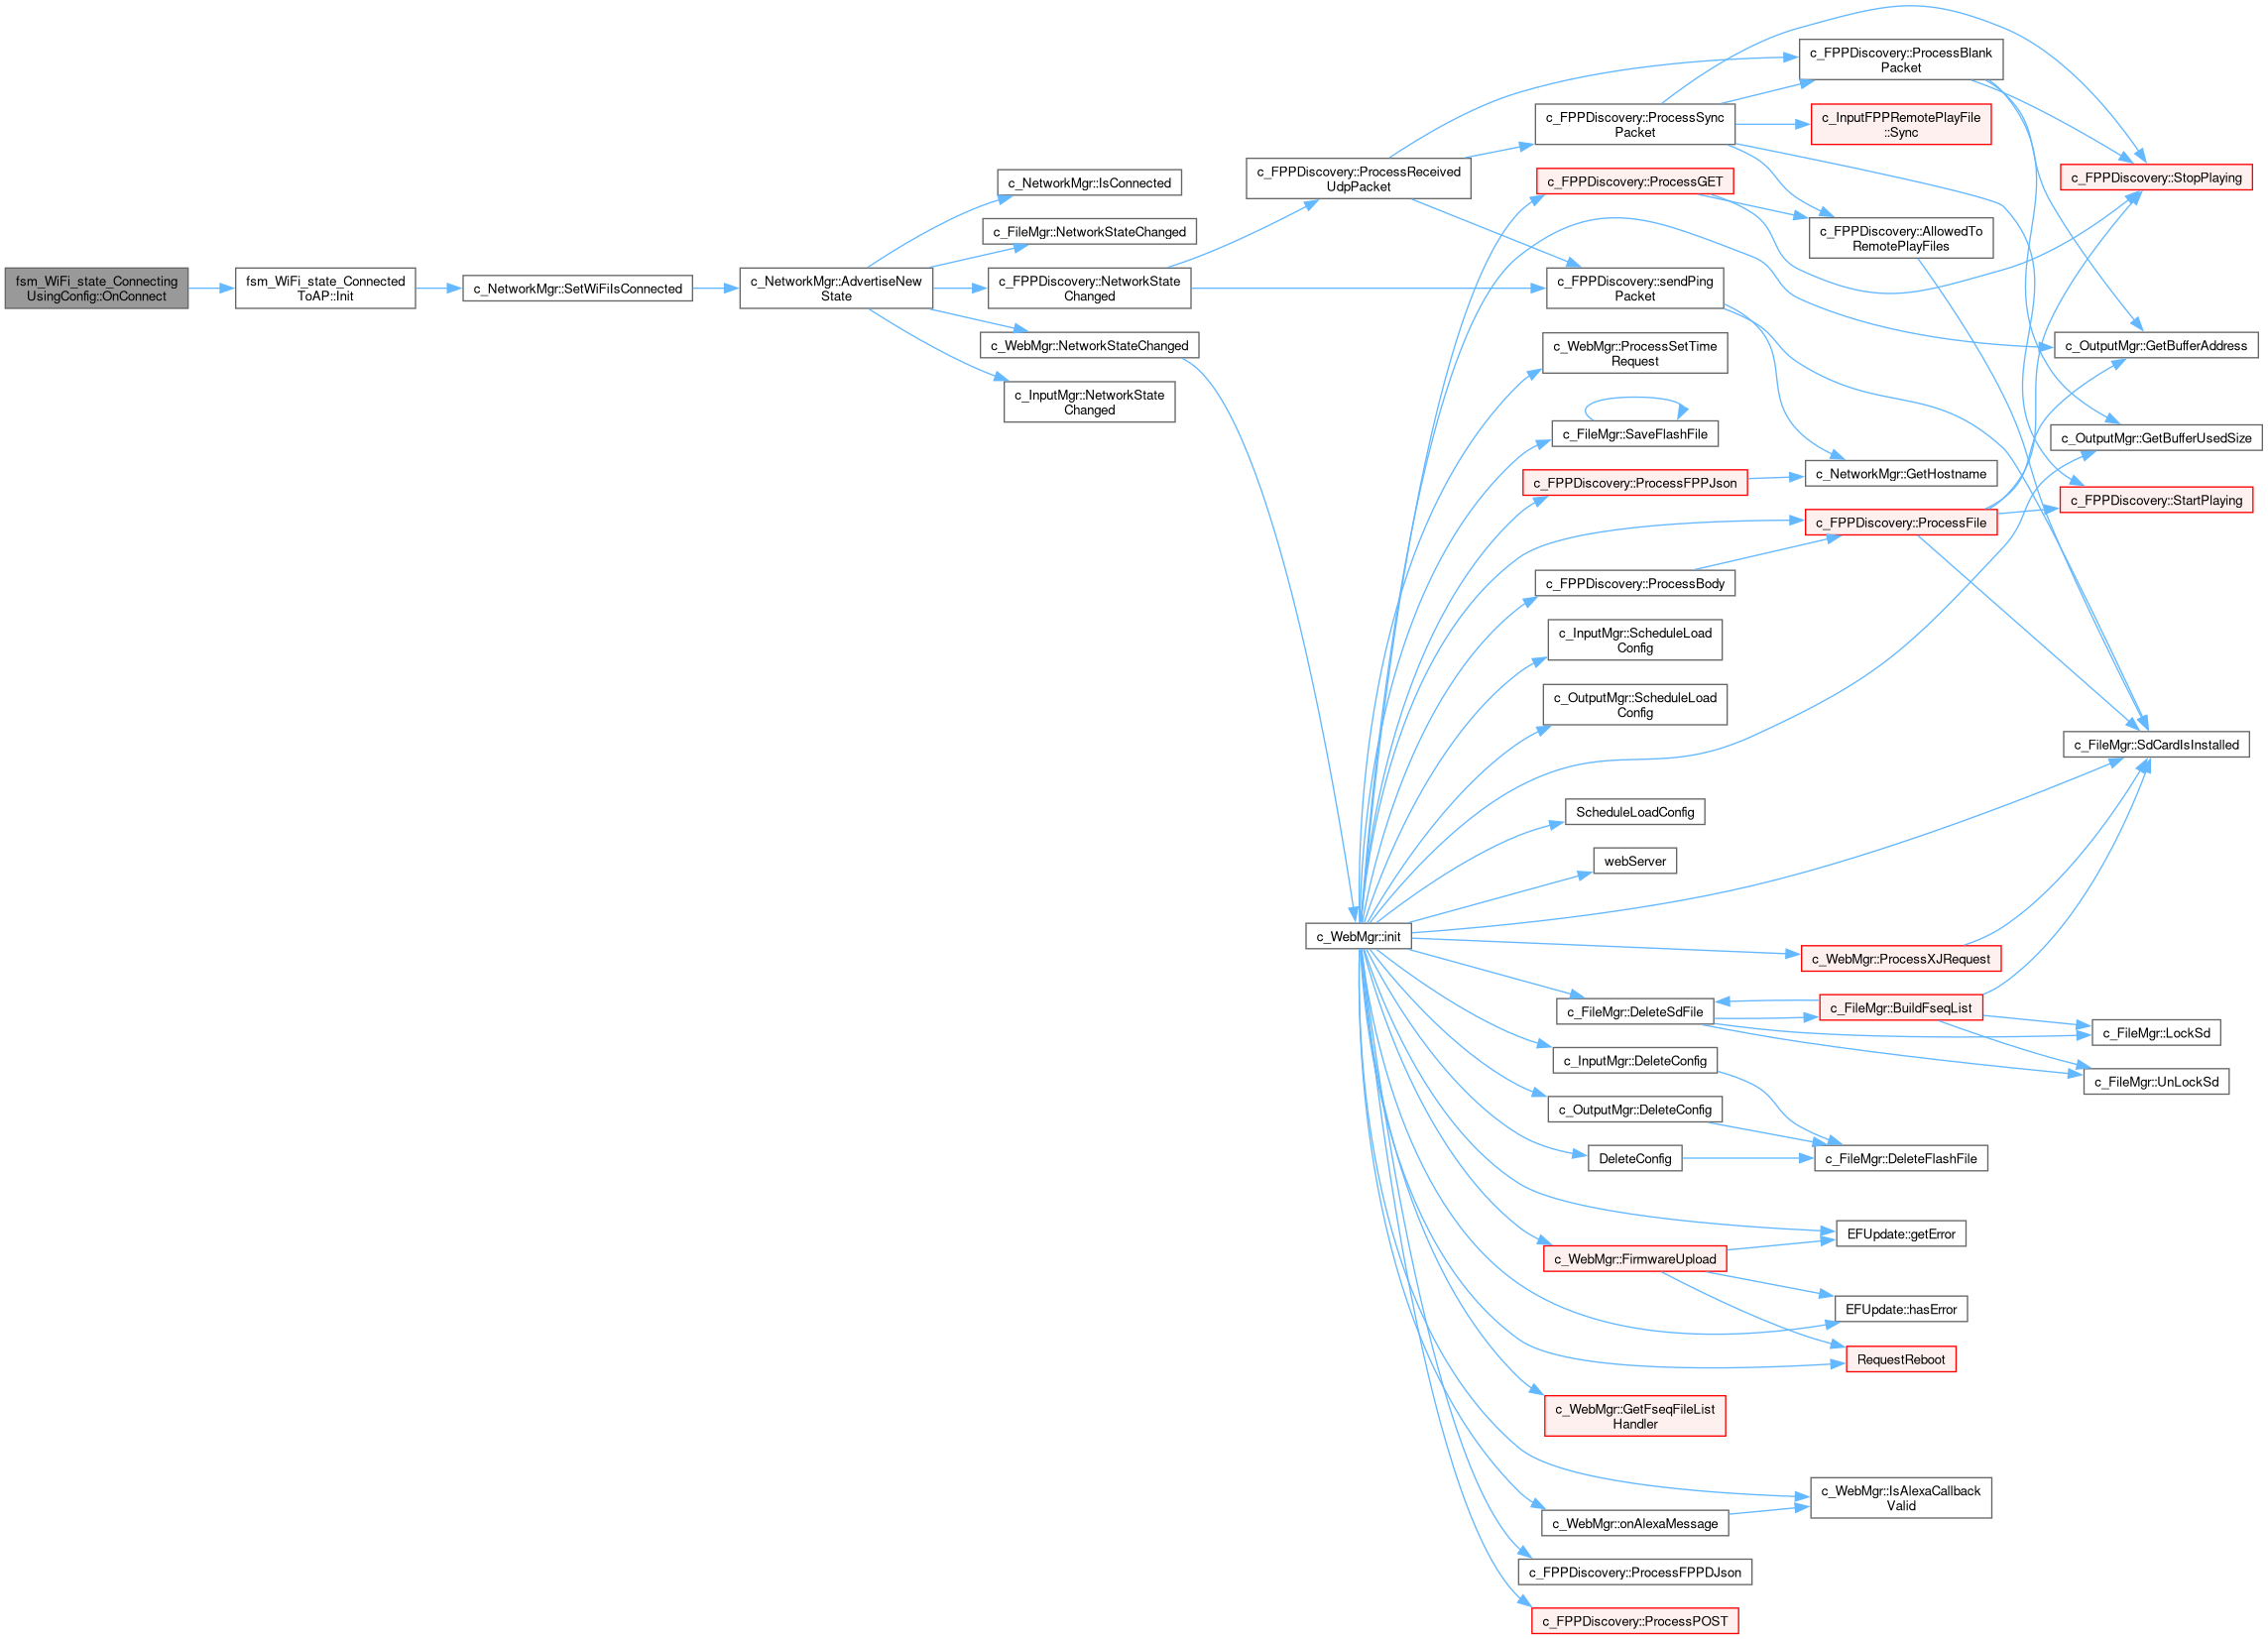 fsm_WiFi_state_Connecting
UsingConfig::OnConnect
fsm_WiFi_state_Connected
ToAP::Init
c_NetworkMgr::SetWiFiIsConnected
c_NetworkMgr::AdvertiseNew
State
c_NetworkMgr::IsConnected
c_FileMgr::NetworkStateChanged
c_FPPDiscovery::NetworkState
Changed
c_WebMgr::NetworkStateChanged
c_InputMgr::NetworkState
Changed
c_FPPDiscovery::ProcessReceived
UdpPacket
c_WebMgr::init
c_FPPDiscovery::ProcessSync
Packet
c_FPPDiscovery::ProcessGET
c_FPPDiscovery::sendPing
Packet
c_WebMgr::ProcessSetTime
Request
c_FileMgr::SaveFlashFile
c_FPPDiscovery::ProcessFPPJson
c_FPPDiscovery::ProcessBody
c_InputMgr::ScheduleLoad
Config
c_OutputMgr::ScheduleLoad
Config
ScheduleLoadConfig
webServer
c_FileMgr::DeleteSdFile
c_InputMgr::DeleteConfig
c_OutputMgr::DeleteConfig
DeleteConfig
c_WebMgr::FirmwareUpload
c_WebMgr::GetFseqFileList
Handler
c_WebMgr::onAlexaMessage
c_FPPDiscovery::ProcessFPPDJson
c_FPPDiscovery::ProcessPOST
c_FPPDiscovery::ProcessBlank
Packet
c_InputFPPRemotePlayFile
::Sync
c_FPPDiscovery::AllowedTo
RemotePlayFiles
c_NetworkMgr::GetHostname
c_FPPDiscovery::ProcessFile
c_WebMgr::ProcessXJRequest
c_FileMgr::BuildFseqList
c_FileMgr::DeleteFlashFile
EFUpdate::getError
EFUpdate::hasError
RequestReboot
c_WebMgr::IsAlexaCallback
Valid
c_FPPDiscovery::StopPlaying
c_OutputMgr::GetBufferAddress
c_OutputMgr::GetBufferUsedSize
c_FPPDiscovery::StartPlaying
c_FileMgr::SdCardIsInstalled
c_FileMgr::LockSd
c_FileMgr::UnLockSd